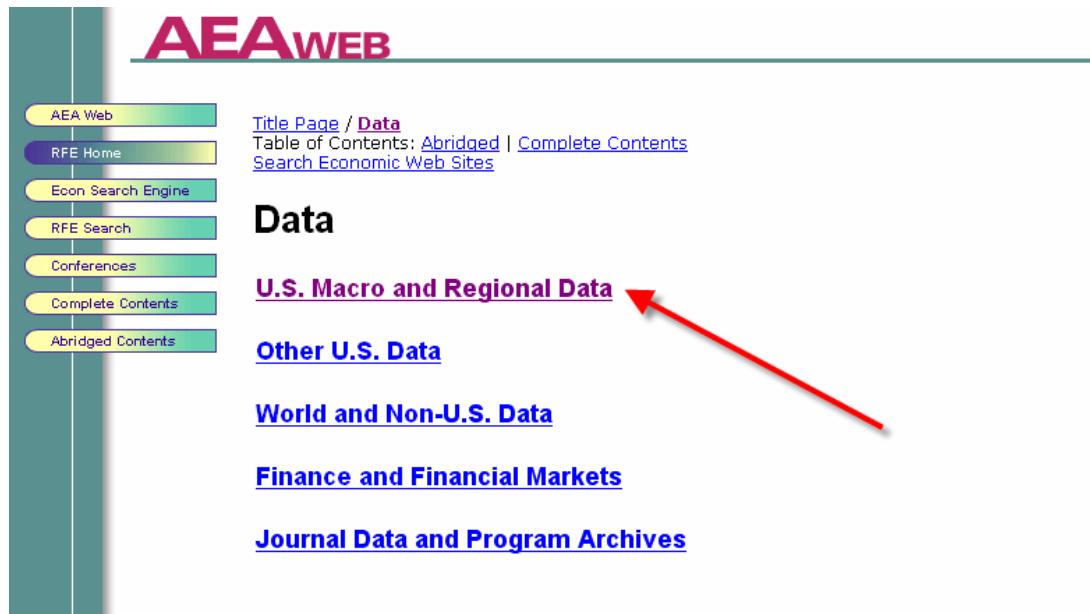 AEAWEB
AEA Web
RFE Home
Econ Search Engine
RFE Search
Conferences
Complete Contents
Abridged Contents
Title Page / Data
Table of Contents: Abridged | Complete Contents
Search Economic Web Sites
Data
U.S. Macro and Regional Data
Other U.S. Data
World and Non-U.S. Data
Finance and Financial Markets
Journal Data and Program Archives